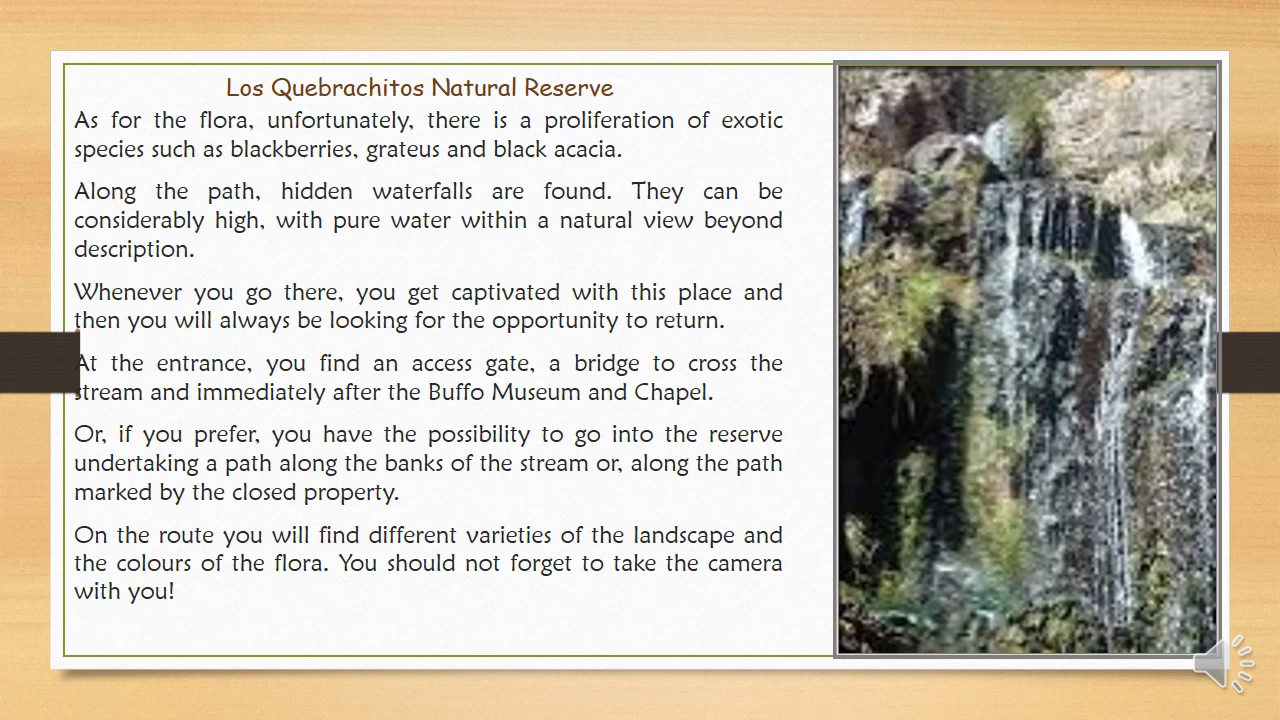 Los Quebrachitos Natural Reserve
As for the flora, unfortunately, there is a proliferation of exotic
species such as blackberries, grateus and black acacia.
Along the path, hidden waterfalls are found. They can be
considerably high, with pure water within a natural view beyond
description.
Whenever you go there, you get captivated with this place and
then you will always be looking for the opportunity to return.
At the entrance, you find an access gate, a bridge to cross the
stream and immediately after the Buffo Museum and Chapel.
Or, if you prefer, you have the possibility to go into the reserve
undertaking a path along the banks of the stream or, along the path
marked by the closed property.
On the route you will find different varieties of the landscape and
the colours of the flora. You should not forget to take the camera
with you!